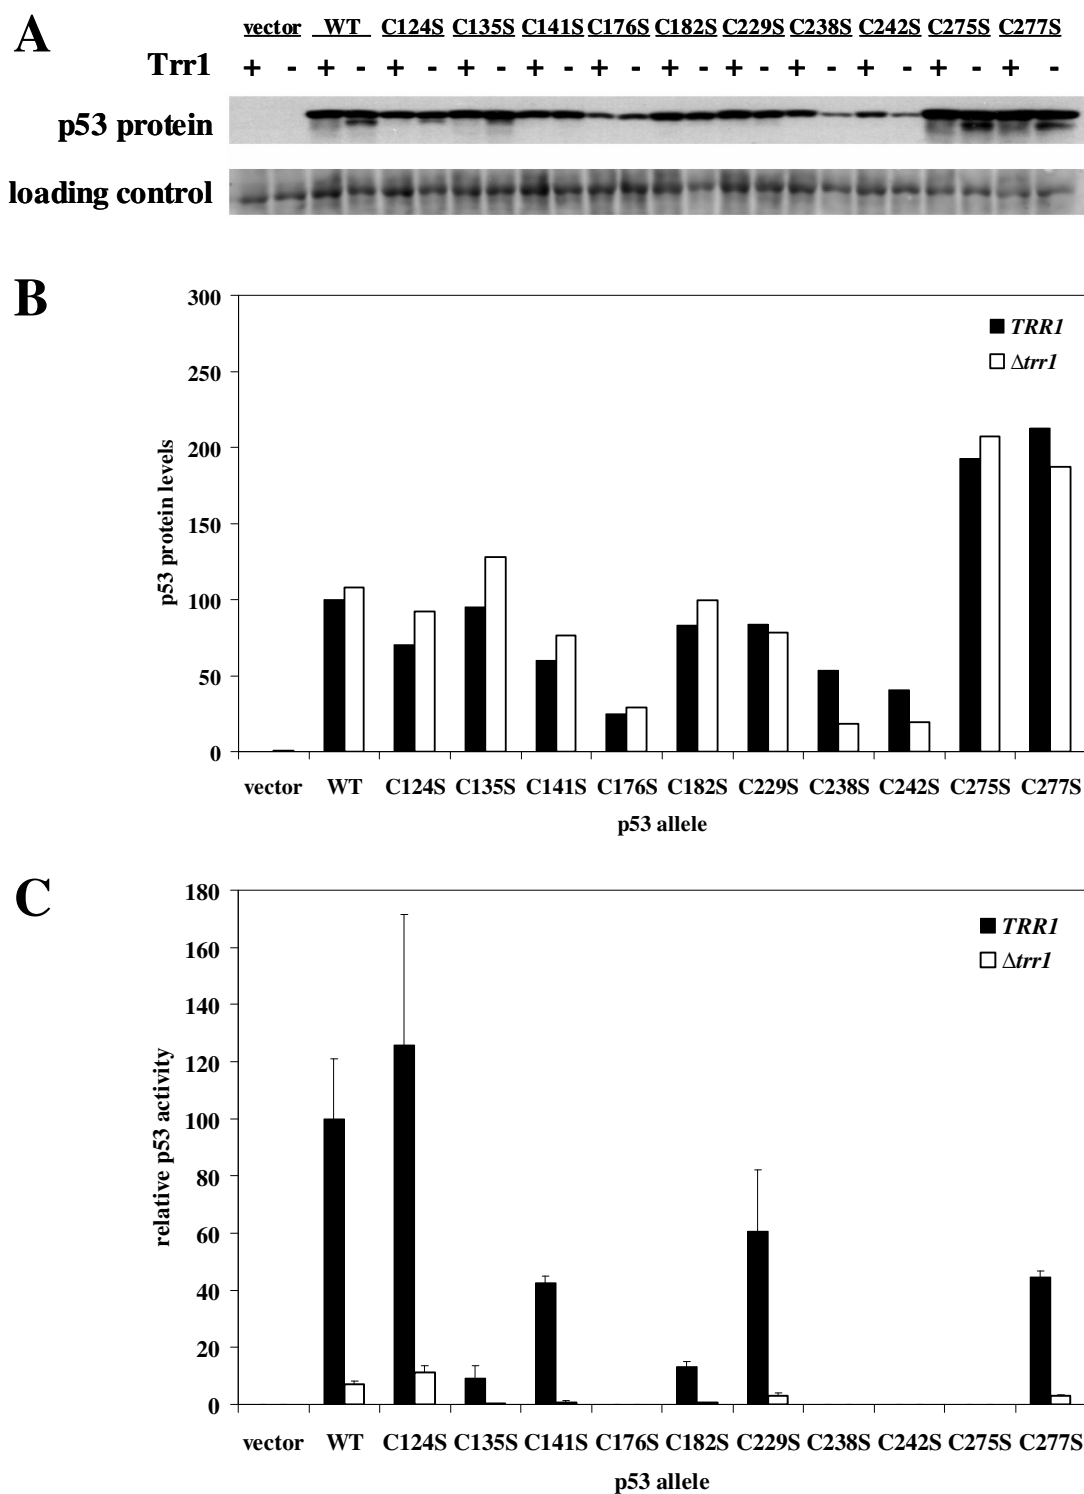 A
vector WT C124S C135S C141S C176S C182S C229S C238S C242S C275S C277S
Trr1 + - + - + - + - + - + - + - + - + - + - + - + -
p53 protein
loading control
B
300
250
200
150
100
50
0
p53 protein levels
TRR1
Δtrr1
vector WT C124S C135S C141S C176S C182S C229S C238S C242S C275S C277S
p53 allele
C
180
160
140
120
100
80
60
40
20
0
relative p53 activity
TRR1
Δtrr1
vector WT C124S C135S C141S C176S C182S C229S C238S C242S C275S C277S
p53 allele